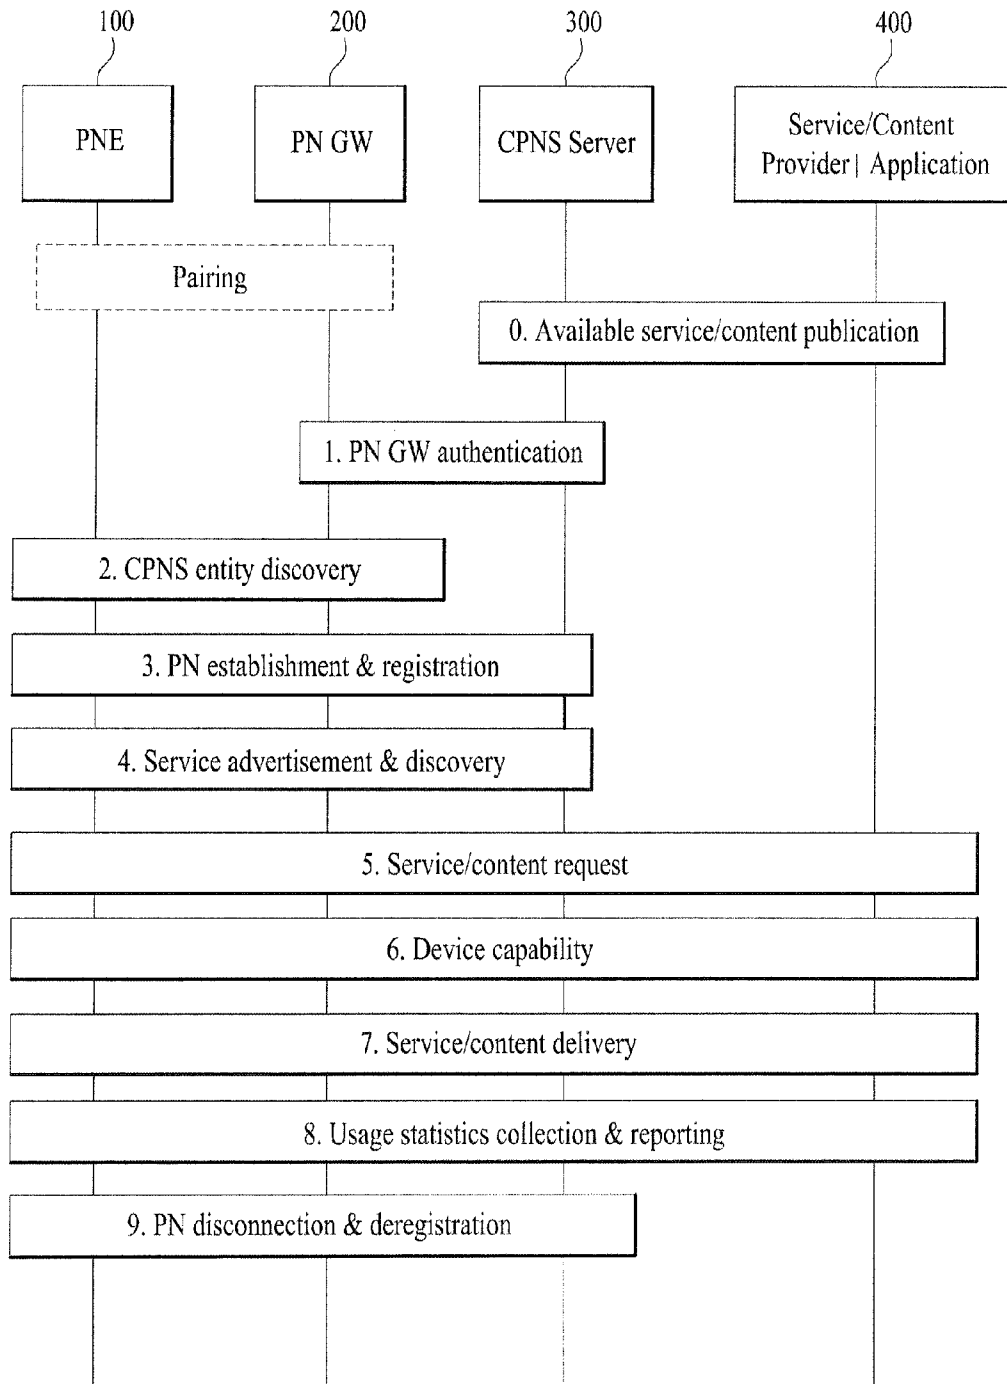 100
200
300
400
PNE
PN GW
CPNS Server
Service/Content
Provider| Application
Pairing
0. Available service/content publication
1. PN GW authentication
2. CPNS entity discovery
3. PN establishment & registration
4. Service advertisement & discovery
5. Service/content request
6. Device capability
7. Service/content delivery
8. Usage statistics collection & reporting
9. PN disconnection & deregistration